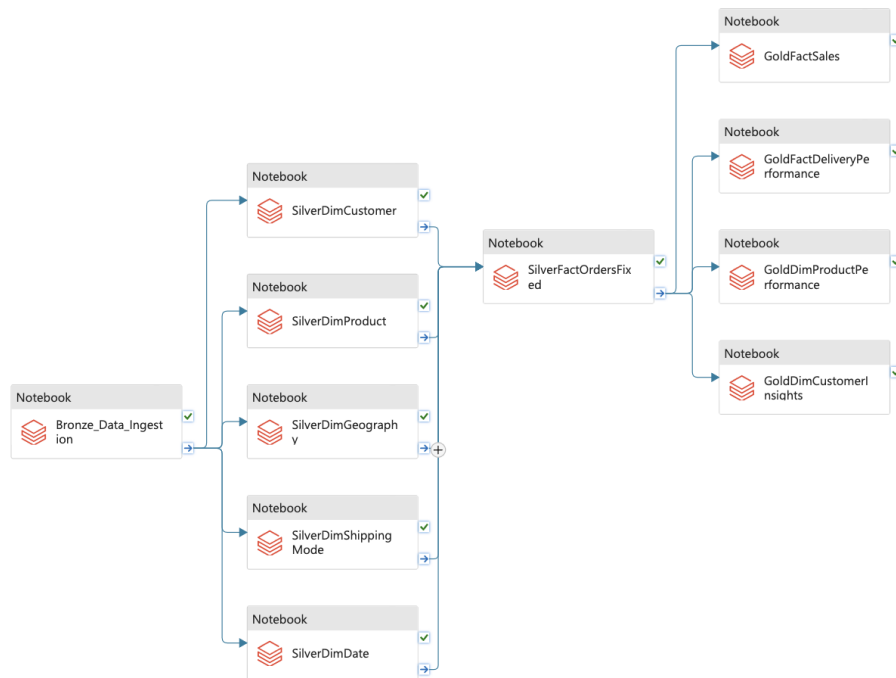 Notebook
GoldFactSales
Notebook
GoldFactDeliveryPe
rformance
Notebook
SilverDimCustomer
Notebook
SilverFactOrdersFix
ed
Notebook
GoldDimProductPe
rformance
Notebook
SilverDimProduct
Notebook
GoldDimCustomerI
nsights
Notebook
Bronze_Data_Ingest
ion
Notebook
SilverDimGeograph
y
Notebook
SilverDimShipping
Mode
Notebook
SilverDimDate